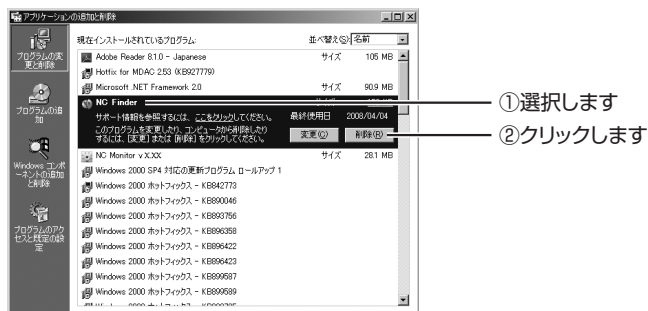 アプリケーションの追加と削除
プログラムの変更と削除
プログラムの追加
Windows コンポーネントの追加と削除
プログラムのアクセスと既定の設定
現在インストールされているプログラム:
並べ替え(S): 名前
Adobe Reader 8.1.0 - Japanese サイズ 105 MB
Hotfix for MDAC 2.53 (KB927779)
Microsoft .NET Framework 2.0 サイズ 90.9 MB
NC Finder
サポート情報を参照するには、ここをクリックしてください。 最終使用日 2008/04/04
このプログラムを変更したり、コンピュータから削除したり
するには、[変更] または [削除] をクリックしてください。
変更(C) 削除(R)
NC Monitor v X.XX サイズ 28.1 MB
Windows 2000 SP4 対応の更新プログラム ロールアップ 1
Windows 2000 ホットフィックス - KB842773
Windows 2000 ホットフィックス - KB890046
Windows 2000 ホットフィックス - KB893756
Windows 2000 ホットフィックス - KB896358
Windows 2000 ホットフィックス - KB896422
Windows 2000 ホットフィックス - KB896423
Windows 2000 ホットフィックス - KB899587
Windows 2000 ホットフィックス - KB899589
①選択します
②クリックします